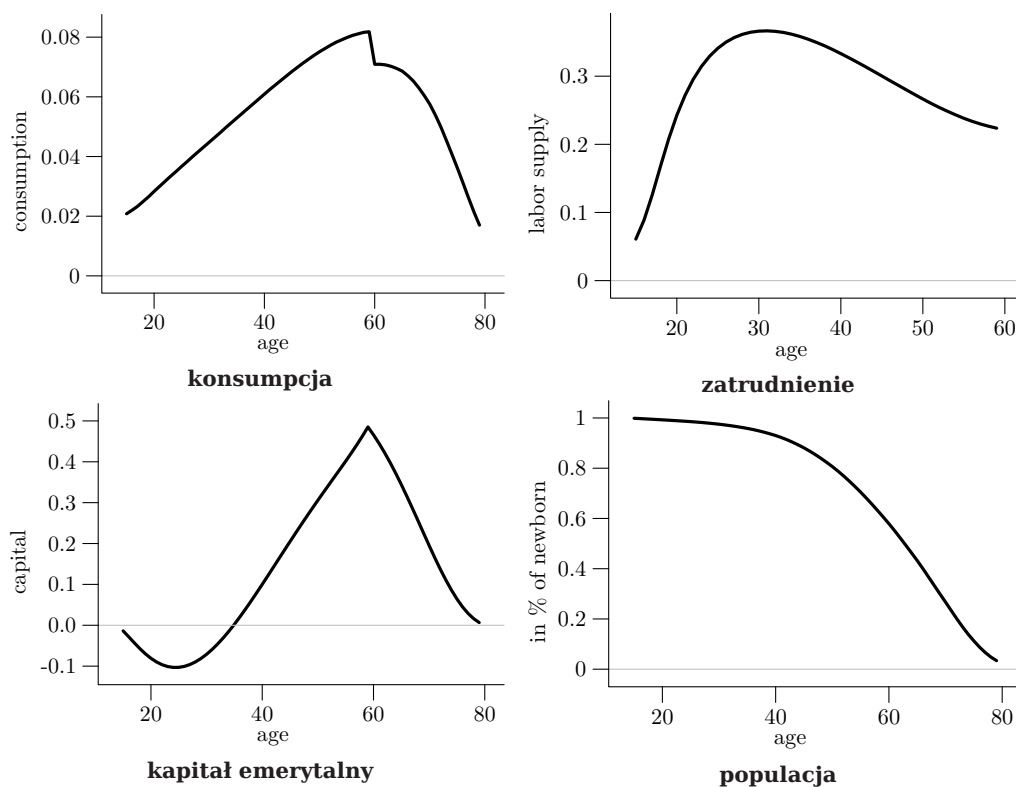 consumption
0.08
0.06
0.04
0.02
0
20 40 60 80
age
konsumpcja
labor supply
0.3
0.2
0.1
0
20 30 40 50 60
age
zatrudnienie
capital
0.5
0.4
0.3
0.2
0.1
0.0
-0.1
20 40 60 80
age
kapitał emerytalny
in % of newborn
1
0.8
0.6
0.4
0.2
0
20 40 60 80
age
populacja